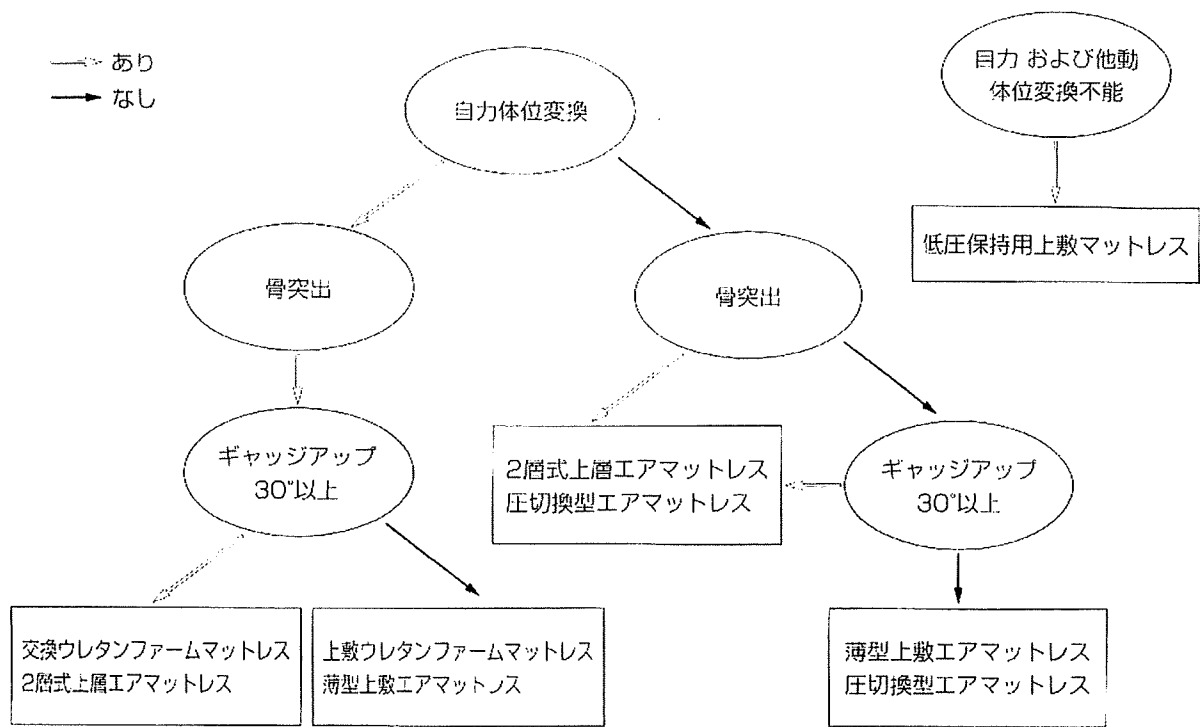 あり
なし
自力体位変換
自力 および他動
体位変換不能
低圧保持用上敷マットレス
骨突出
骨突出
ギャッジアップ
30°以上
2層式上層エアマットレス
圧切換型エアマットレス
ギャッジアップ
30°以上
交換ウレタンファームマットレス
2層式上層エアマットレス
上敷ウレタンファームマットレス
薄型上敷エアマットレス
薄型上敷エアマットレス
圧切換型エアマットレス